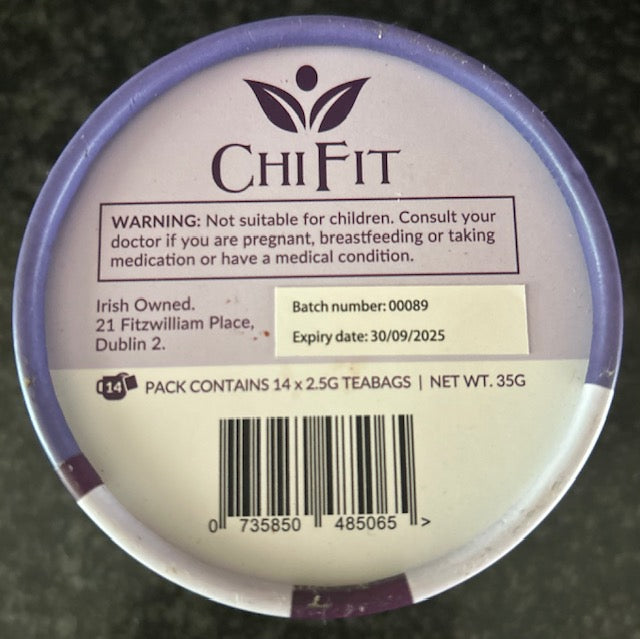 CHIFIT
WARNING: Not suitable for children. Consult your
doctor if you are pregnant, breastfeeding or taking
medication or have a medical condition.
Irish Owned.
21 Fitzwilliam Place,
Dublin 2.
Batch number: 00089
Expiry date: 30/09/2025
14 PACK CONTAINS 14 x 2.5G TEABAGS | NET WT. 35G
0 735850 485065 >